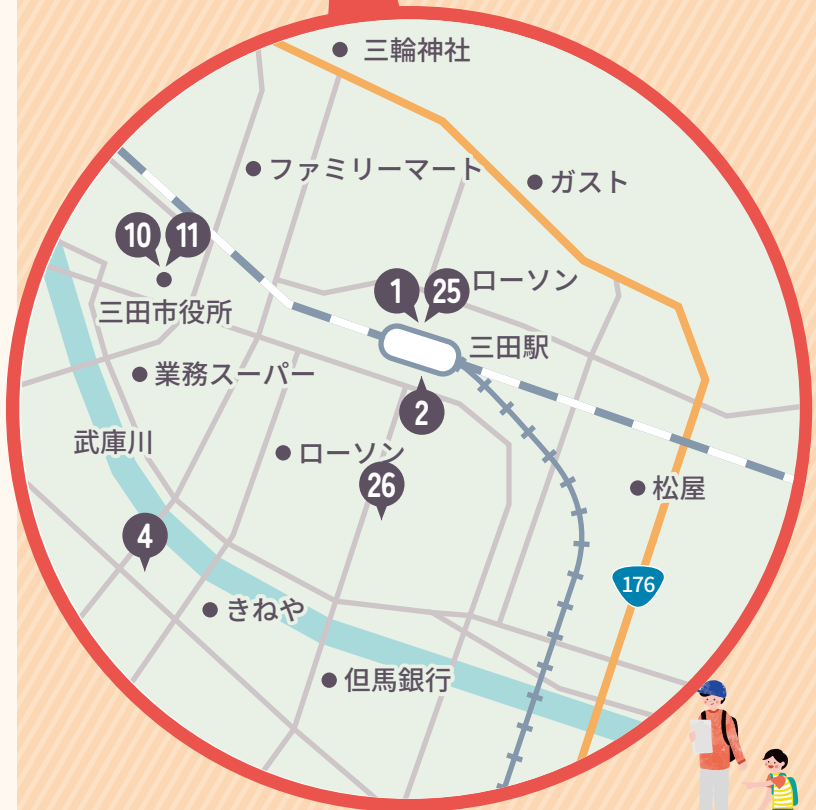 三輪神社
ファミリーマート
ガスト
10
11
三田市役所
1
25
ローソン
三田駅
業務スーパー
2
武庫川
ローソン
26
松屋
4
176
きねや
但馬銀行